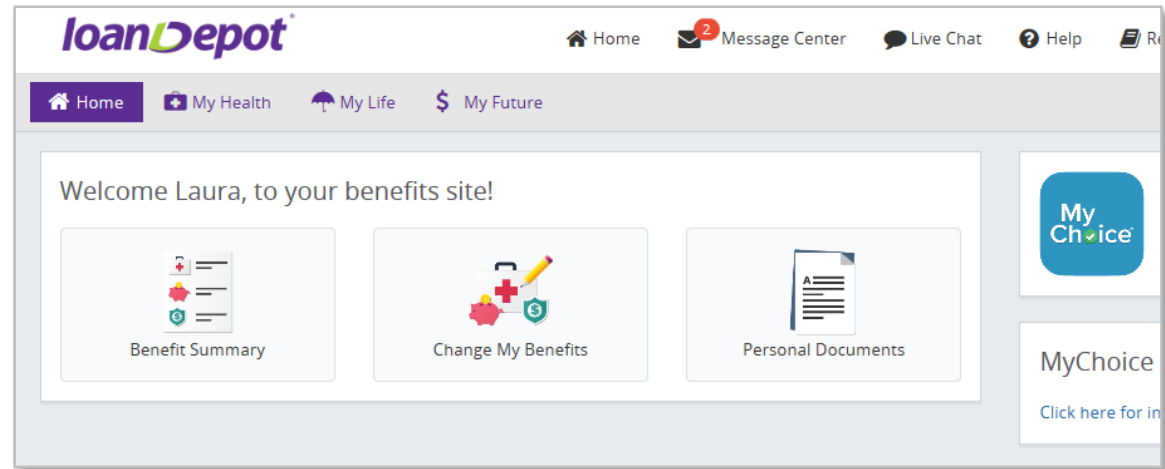 loanDepot
Home
2
Message Center
Live Chat
Help
Home
My Health
My Life
$ My Future
Welcome Laura, to your benefits site!
My
Choice
Benefit Summary
Change My Benefits
A
Personal Documents
MyChoice
Click here for